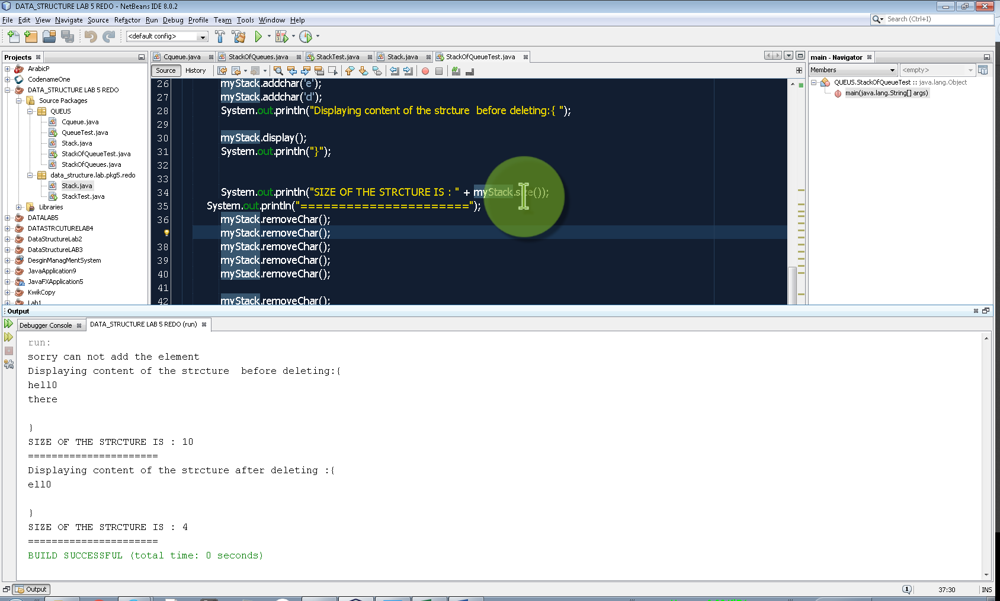 DATA_STRUCTURE LAB 5 REDO - NetBeans IDE 8.0.2
File Edit View Navigate Source Refactor Run Debug Profile Team Tools Window Help
Search (Ctrl+I)
<default config>
Projects
ArabicP
CodenameOne
DATA_STRUCTURE LAB 5 REDO
Source Packages
QUEUS
Cqueue.java
QueueTest.java
Stack.java
StackOfQueueTest.java
StackOfQueues.java
data_structure.lab.pkg5.redo
Stack.java
StackTest.java
Libraries
DATALAB5
DATASTRCUTURELAB4
DataStructureLab2
DataStructureLAB3
DesginManagMentSystem
JavaApplication9
JavaFXApplication5
KwikCopy
Lab1
Cqueue.java StackOfQueues.java StackTest.java Stack.java StackOfQueueTest.java
Source History
26 myStack.addchar('e');
27 myStack.addchar('d');
28 System.out.println("Displaying content of the strcture  before deleting:{ ");
29
30 myStack.display();
31 System.out.println("}");
32
33
34 System.out.println("SIZE OF THE STRCTURE IS : " + myStack.size());
35 System.out.println("======================");
36 myStack.removeChar();
myStack.removeChar();
38 myStack.removeChar();
39 myStack.removeChar();
40 myStack.removeChar();
41
42 myStack.removeChar();
main - Navigator
Members <empty>
QUEUS.StackOfQueueTest :: java.lang.Object
main(java.lang.String[] args)
Output
Debugger Console DATA_STRUCTURE LAB 5 REDO (run)
run:
sorry can not add the element
Displaying content of the strcture  before deleting:{
hell0
there
}
SIZE OF THE STRCTURE IS : 10
======================
Displaying content of the strcture after deleting :{
ell0
}
SIZE OF THE STRCTURE IS : 4
======================
BUILD SUCCESSFUL (total time: 0 seconds)
Output
1 37:30 INS